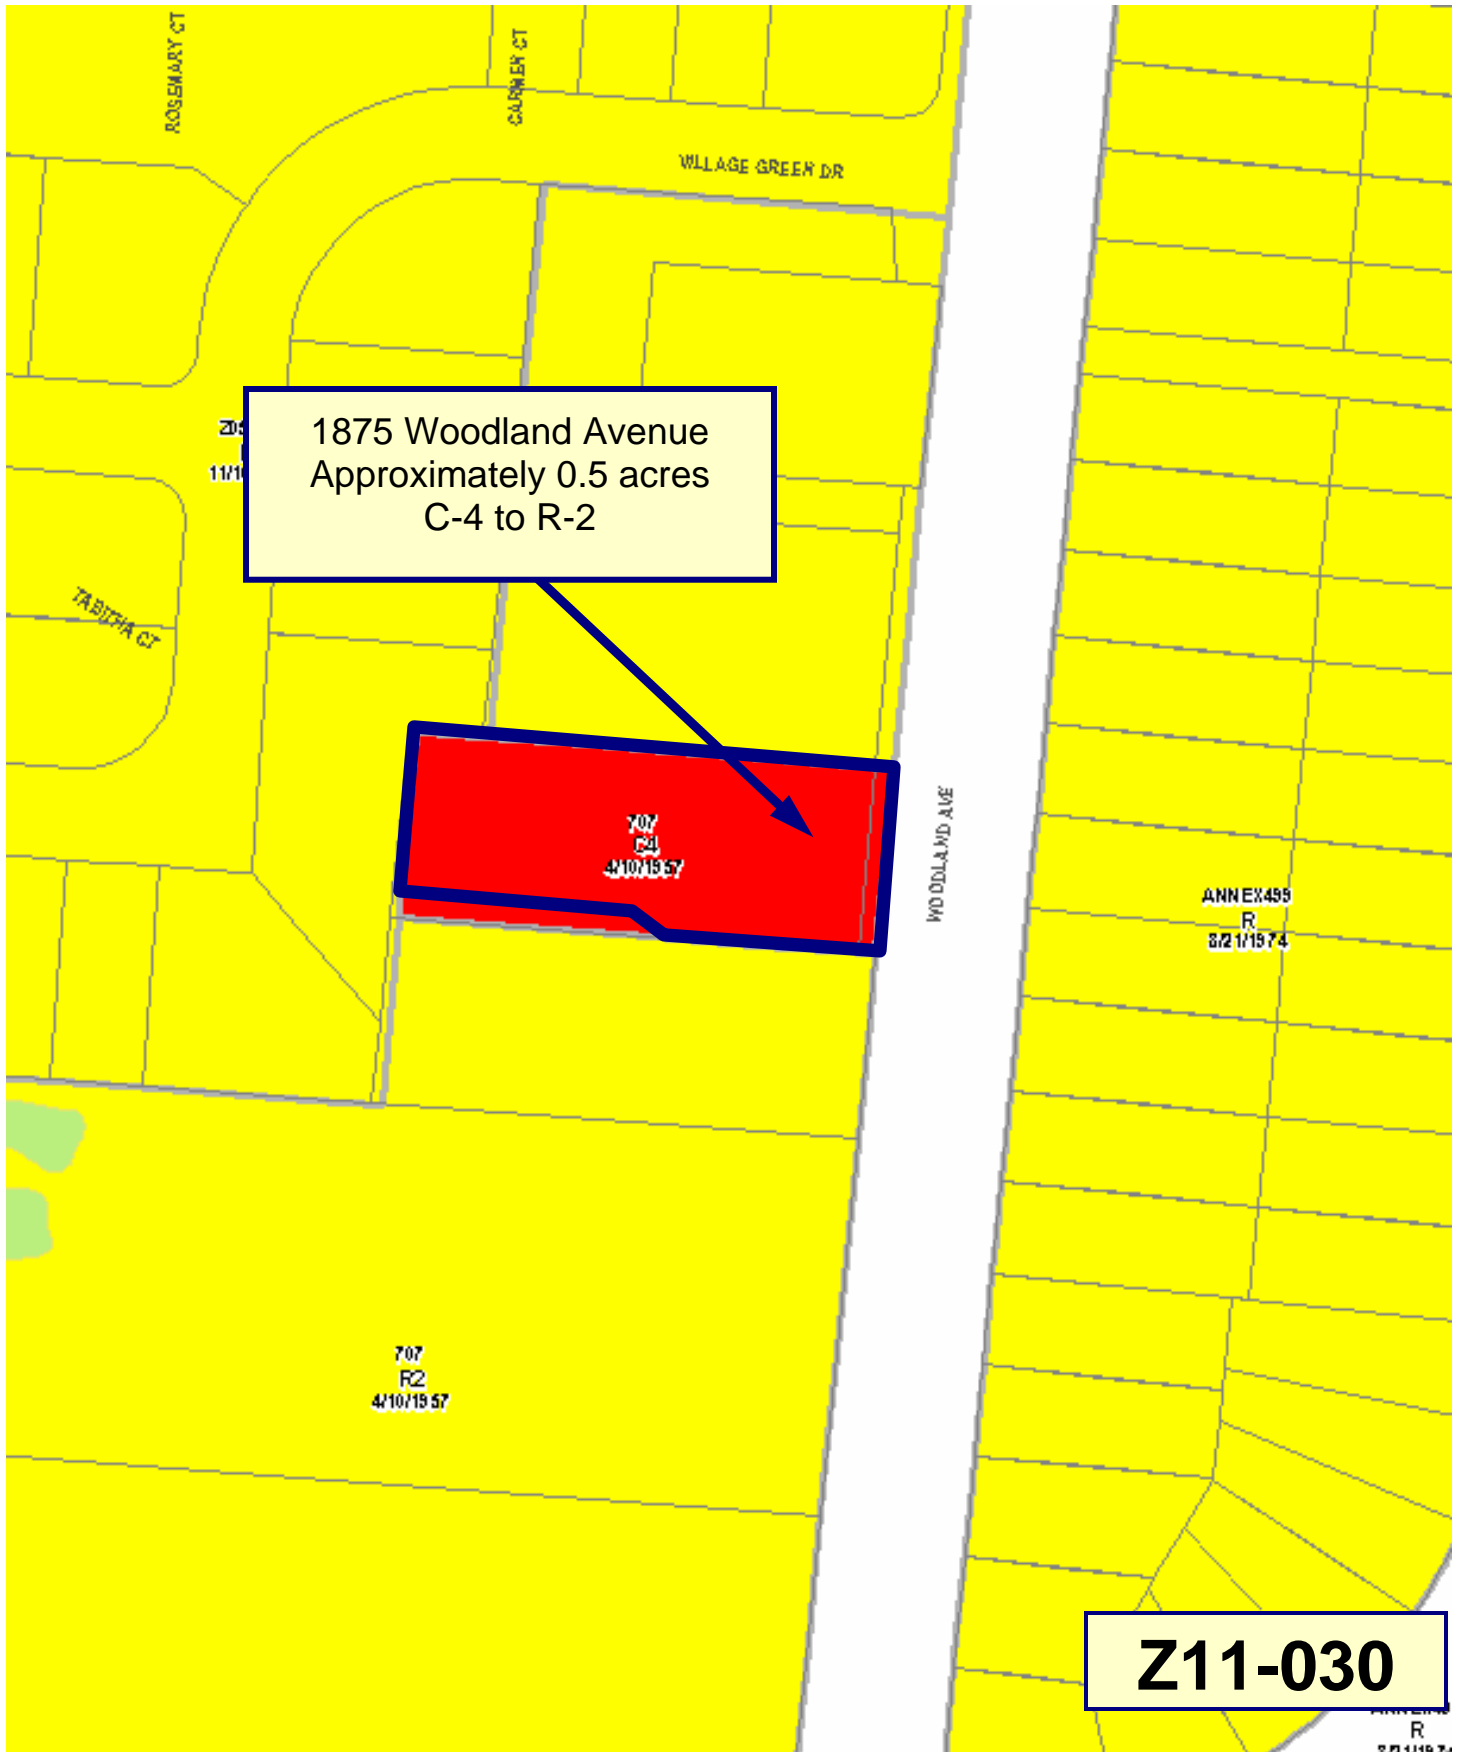 ROSEMARY CT
CARMEN CT
VILLAGE GREEN DR
1875 Woodland Avenue
Approximately 0.5 acres
C-4 to R-2
TABITHA CT
707
C4
4/10/1957
WOODLAND AVE
ANNEX499
R
8/21/1974
707
R2
4/10/1957
Z11-030
R